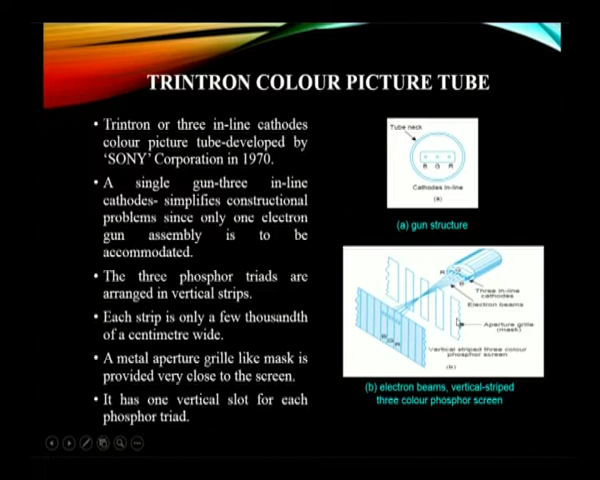 TRINTRON COLOUR PICTURE TUBE
• Trintron or three in-line cathodes
colour picture tube-developed by
'SONY' Corporation in 1970.
• A single gun-three in-line
cathodes- simplifies constructional
problems since only one electron
gun assembly is to be
accommodated.
• The three phosphor triads are
arranged in vertical strips.
• Each strip is only a few thousandth
of a centimetre wide.
• A metal aperture grille like mask is
provided very close to the screen.
• It has one vertical slot for each
phosphor triad.
Tube neck
B G R
Cathodes in-line
(a)
(a) gun structure
R G B
Three in-line
cathodes
Electron beams
Aperture grille
(mask)
B G R
Vertical striped three colour
phosphor screen
(b)
(b) electron beams, vertical-striped
three colour phosphor screen